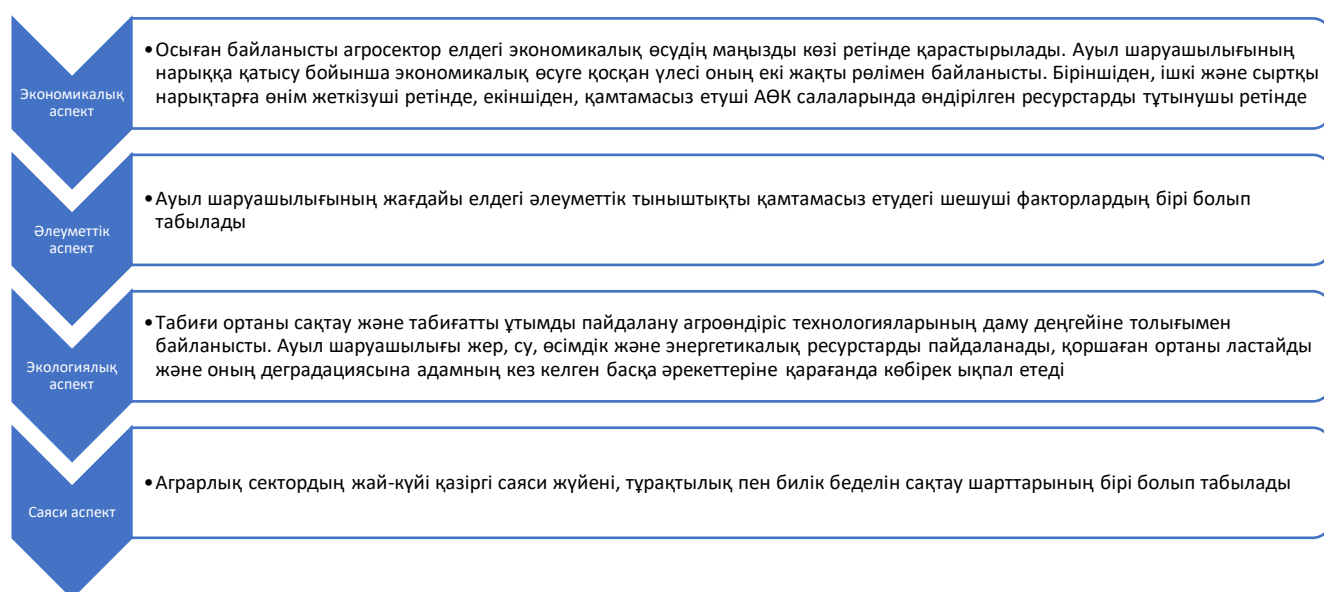 Экономикалық
аспект
•Осыған байланысты агросектор елдегі экономикалық өсудің маңызды көзі ретінде қарастырылады. Ауыл шаруашылығының
нарыққа қатысу бойынша экономикалық өсуге қосқан үлесі оның екі жақты рөлімен байланысты. Біріншіден, ішкі және сыртқы
нарықтарға өнім жеткізуші ретінде, екіншіден, қамтамасыз етуші АӨК салаларында өндірілген ресурстарды тұтынушы ретінде
Әлеуметтік
аспект
•Ауыл шаруашылығының жағдайы елдегі әлеуметтік тыныштықты қамтамасыз етудегі шешуші факторлардың бірі болып
табылады
Экологиялық
аспект
•Табиғи ортаны сақтау және табиғатты ұтымды пайдалану агроөндіріс технологияларының даму деңгейіне толығымен
байланысты. Ауыл шаруашылығы жер, су, өсімдік және энергетикалық ресурстарды пайдаланады, қоршаған ортаны ластайды
және оның деградациясына адамның кез келген басқа әрекеттеріне қарағанда көбірек ықпал етеді
Саяси аспект
•Аграрлық сектордың жай-күйі қазіргі саяси жүйені, тұрақтылық пен билік беделін сақтау шарттарының бірі болып табылады